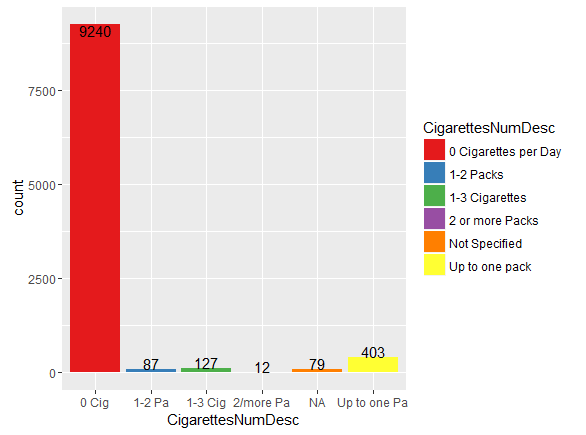 count
7500
5000
2500
0
9240
87
127
12
79
403
0 Cig
1-2 Pa
1-3 Cig
2/more Pa
NA
Up to one Pa
CigarettesNumDesc
CigarettesNumDesc
0 Cigarettes per Day
1-2 Packs
1-3 Cigarettes
2 or more Packs
Not Specified
Up to one pack